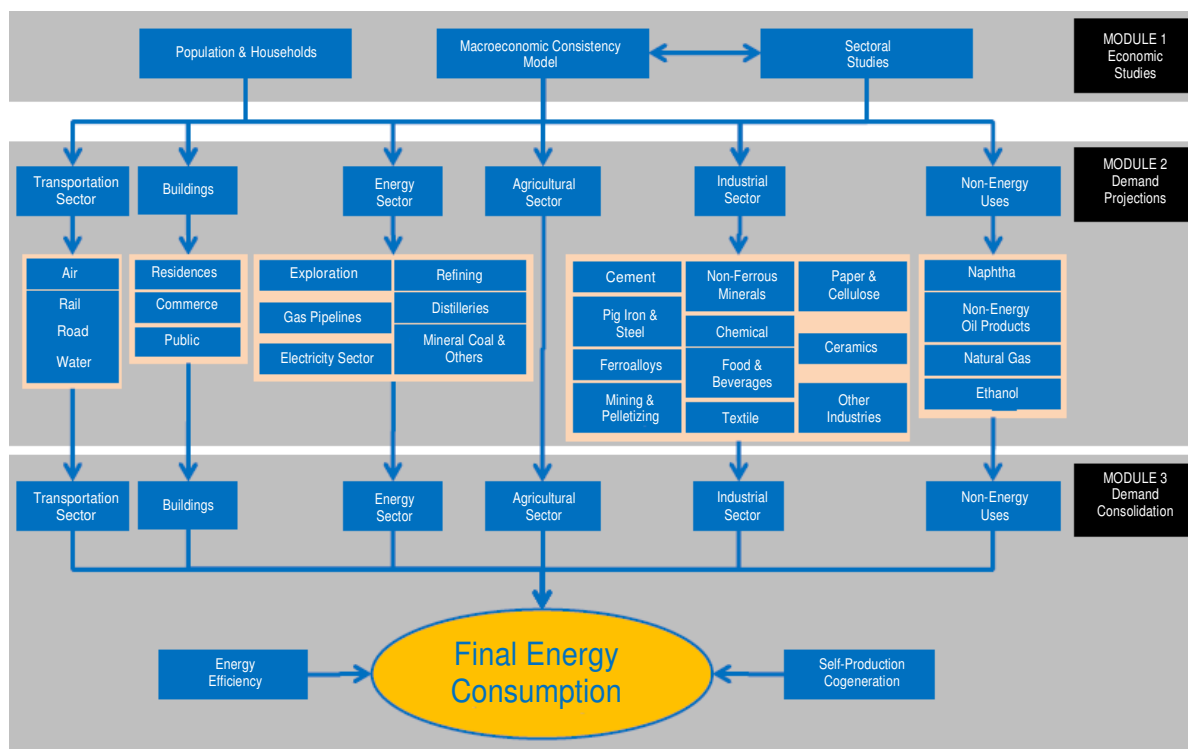 Population & Households
Macroeconomic Consistency
Model
Sectoral
Studies
MODULE 1
Economic
Studies
Transportation
Sector
Buildings
Energy
Sector
Agricultural
Sector
Industrial
Sector
Non-Energy
Uses
MODULE 2
Demand
Projections
Air
Rail
Road
Water
Residences
Commerce
Public
Exploration
Gas Pipelines
Electricity Sector
Refining
Distilleries
Mineral Coal &
Others
Cement
Pig Iron &
Steel
Ferroalloys
Mining &
Pelletizing
Non-Ferrous
Minerals
Chemical
Food &
Beverages
Textile
Paper &
Cellulose
Ceramics
Other
Industries
Naphtha
Non-Energy
Oil Products
Natural Gas
Ethanol
Transportation
Sector
Buildings
Energy
Sector
Agricultural
Sector
Industrial
Sector
Non-Energy
Uses
MODULE 3
Demand
Consolidation
Final Energy
Consumption
Energy
Efficiency
Self-Production
Cogeneration